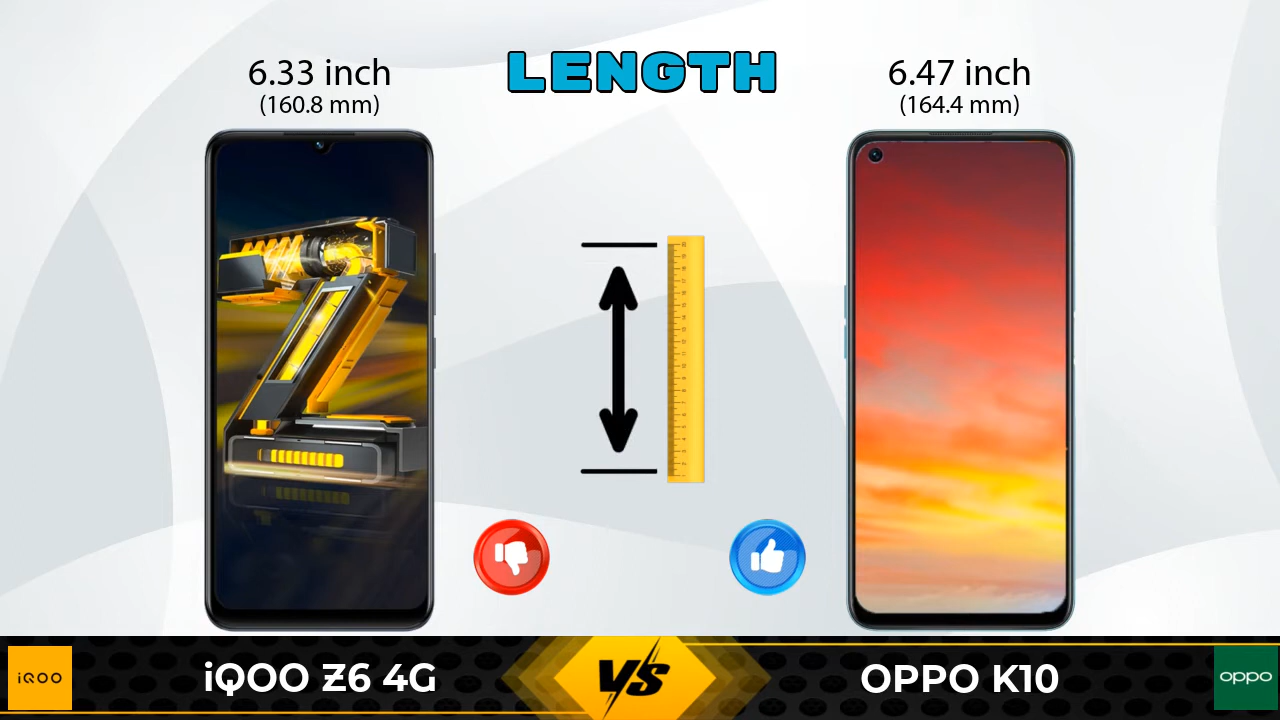 LENGTH
6.33 inch
(160.8 mm)
6.47 inch
(164.4 mm)
iQOO
iQOO Z6 4G
VS
OPPO K10
oppo